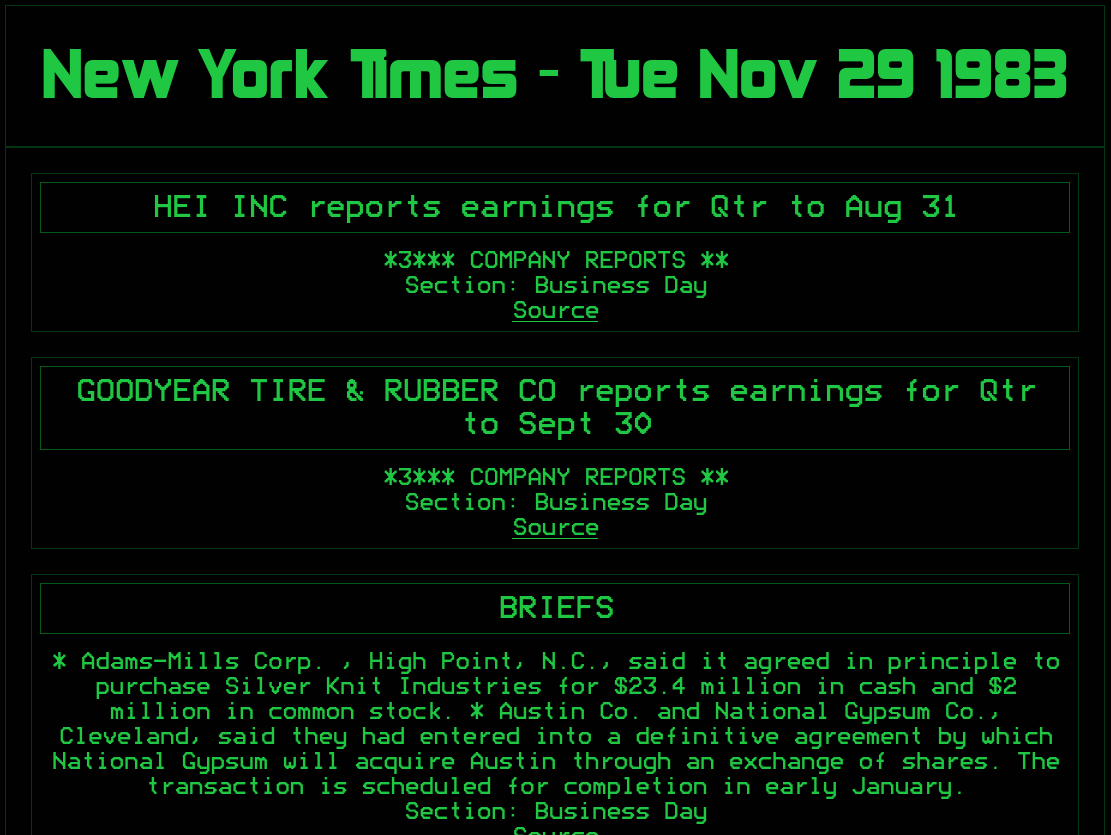 New York Times - Tue Nov 29 1983
HEI INC reports earnings for Qtr to Aug 31
*3*** COMPANY REPORTS **
Section: Business Day
Source
GOODYEAR TIRE & RUBBER CO reports earnings for Qtr
to Sept 30
*3*** COMPANY REPORTS **
Section: Business Day
Source
BRIEFS
* Adams-Mills Corp. , High Point, N.C., said it agreed in principle to
purchase Silver Knit Industries for $23.4 million in cash and $2
million in common stock. * Austin Co. and National Gypsum Co.,
Cleveland, said they had entered into a definitive agreement by which
National Gypsum will acquire Austin through an exchange of shares. The
transaction is scheduled for completion in early January.
Section: Business Day
Source